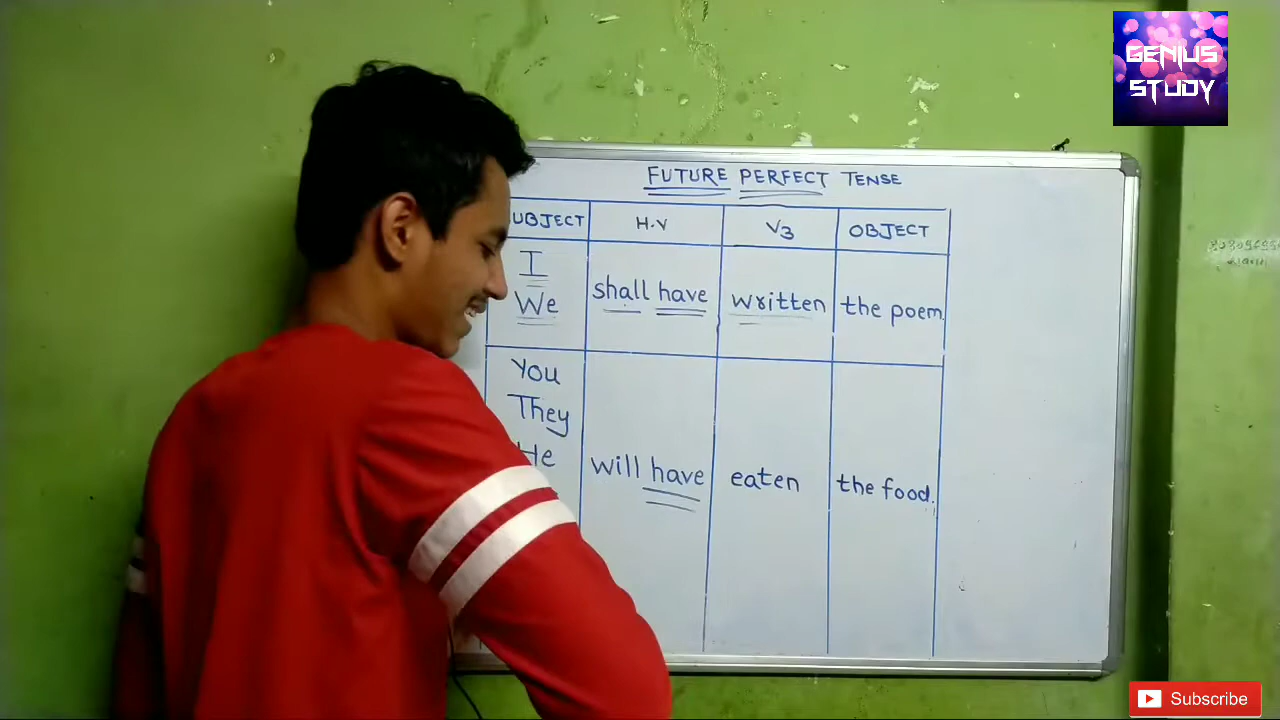 GENIUS
STUDY
FUTURE PERFECT TENSE
UBJECT H.V V3 OBJECT
I
We
shall have written the poem.
You
They
He
will have eaten the food.
Subscribe